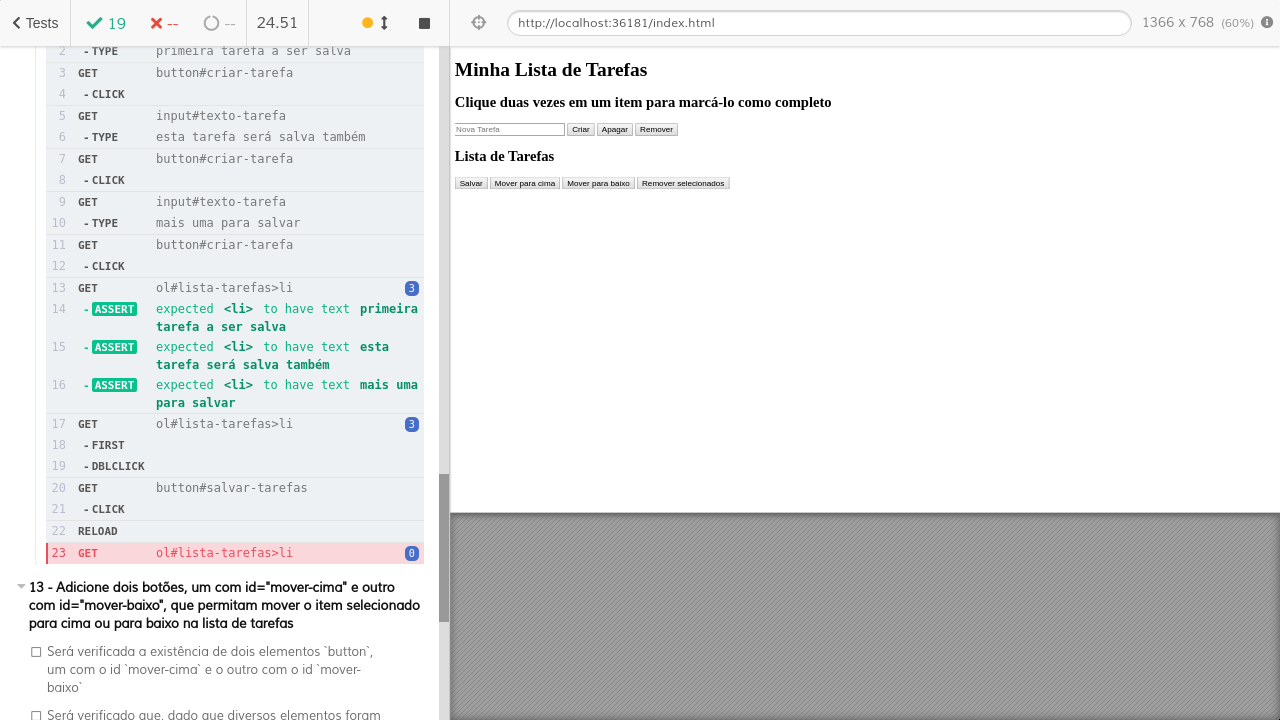 Tests
19
--
--
24.51
http://localhost:36181/index.html
1366 x 768 (60%)
2 - TYPE primeira tarefa a ser salva
3 GET button#criar-tarefa
4 - CLICK
5 GET input#texto-tarefa
6 - TYPE esta tarefa será salva também
7 GET button#criar-tarefa
8 - CLICK
9 GET input#texto-tarefa
10 - TYPE mais uma para salvar
11 GET button#criar-tarefa
12 - CLICK
13 GET ol#lista-tarefas>li 3
14 - ASSERT expected <li> to have text primeira
tarefa a ser salva
15 - ASSERT expected <li> to have text esta
tarefa será salva também
16 - ASSERT expected <li> to have text mais uma
para salvar
17 GET ol#lista-tarefas>li 3
18 - FIRST
19 - DBLCLICK
20 GET button#salvar-tarefas
21 - CLICK
22 RELOAD
23 GET ol#lista-tarefas>li 0
13 - Adicione dois botões, um com id="mover-cima" e outro
com id="mover-baixo", que permitam mover o item selecionado
para cima ou para baixo na lista de tarefas
Será verificada a existência de dois elementos `button`,
um com o id `mover-cima` e o outro com o id `mover-
baixo`
Será verificado que, dado que diversos elementos foram
Minha Lista de Tarefas
Clique duas vezes em um item para marcá-lo como completo
Nova Tarefa Criar Apagar Remover
Lista de Tarefas
Salvar Mover para cima Mover para baixo Remover selecionados